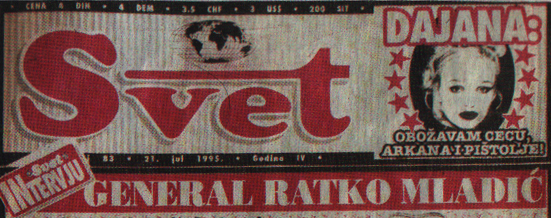 CENA 4 DIN • 4 DEM • 3.5 CHF • 3 US$ • 200 SIT •
Svet
DAJANA:
OBOŽAVAM CECU,
ARKANA I PIŠTOLJE!
83 • 21. jul 1995. • Godina IV •
Svet
INTERVJU
GENERAL RATKO MLADIĆ